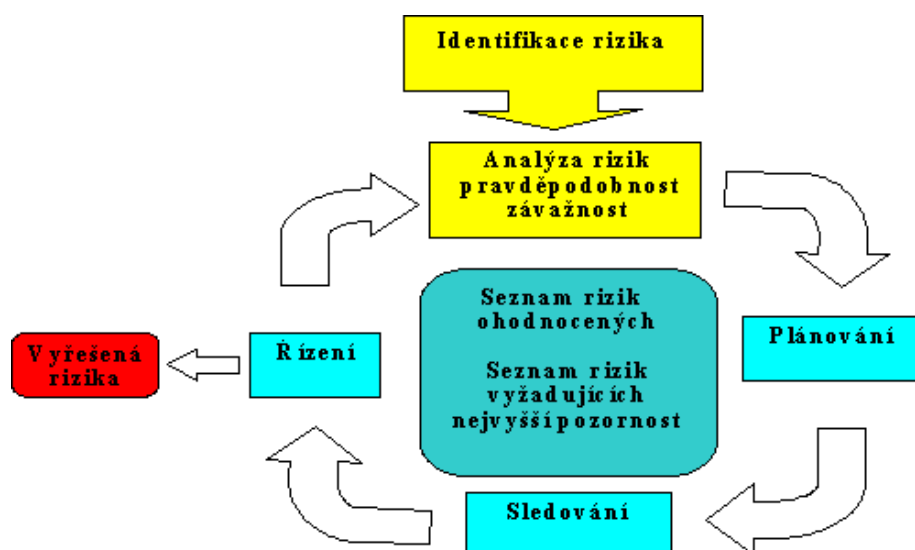 Identifikace rizika
Analýza rizik
pravděpodobnost
závažnost
Seznam rizik
ohodnocených
Seznam rizik
vyžadujících
nejvyšší pozornost
Plánování
Řízení
Vyřešená
rizika
Sledování